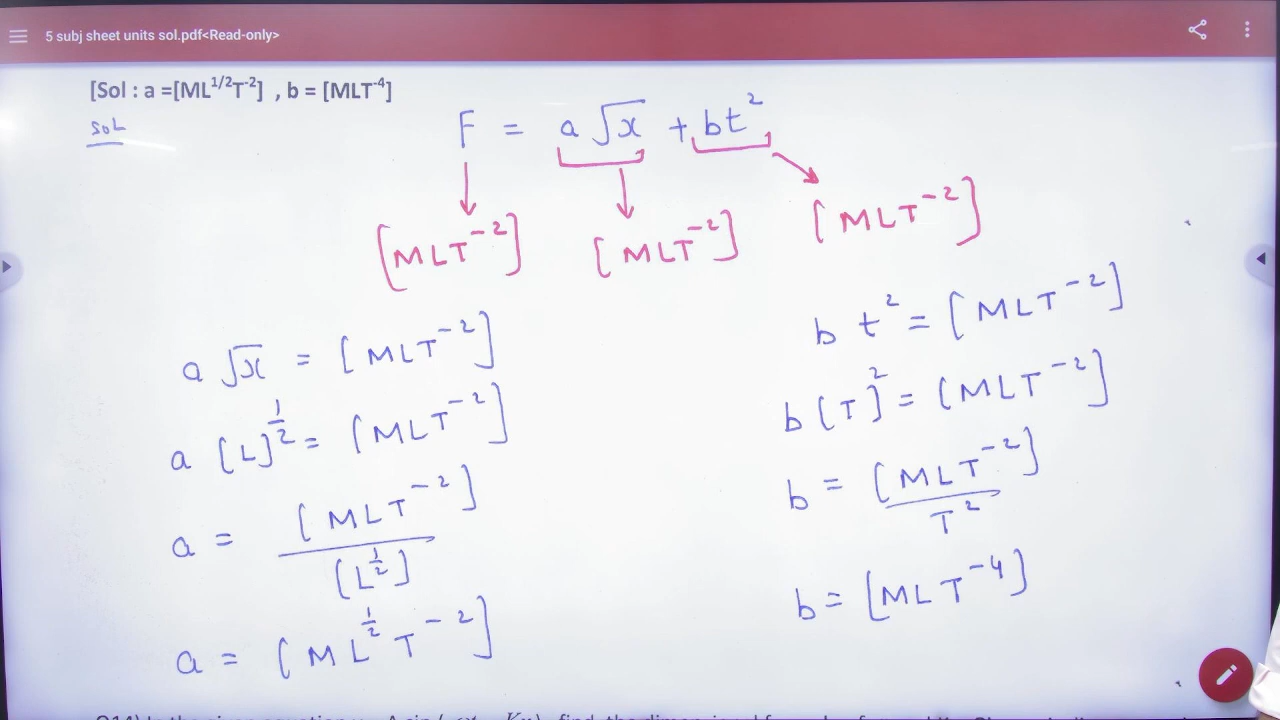 5 subj sheet units sol.pdf<Read-only>
[Sol : a =[ML^1/2T^-2] , b = [MLT^-4]
SOL
F = a √x + bt²
[MLT⁻²] [MLT⁻²] [MLT⁻²]
a √x = [MLT⁻²]
a [L]^1/2 = [MLT⁻²]
a = [MLT⁻²] / [L^1/2]
a = [ML^1/2 T⁻²]
b t² = [MLT⁻²]
b [T]² = [MLT⁻²]
b = [MLT⁻²] / T²
b = [MLT⁻⁴]